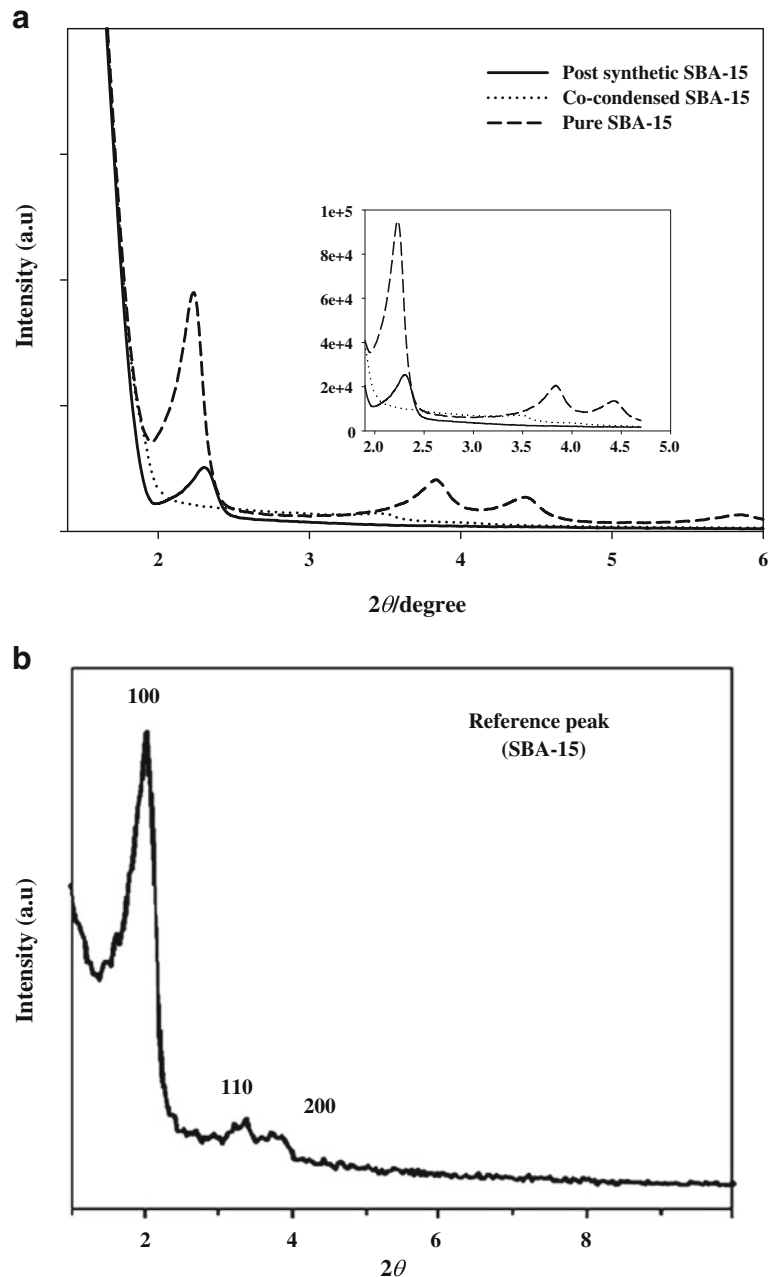 a
Post synthetic SBA-15
Co-condensed SBA-15
Pure SBA-15
Intensity (a.u)
1e+5
8e+4
6e+4
4e+4
2e+4
0
2.0 2.5 3.0 3.5 4.0 4.5 5.0
2 3 4 5 6
2θ/degree
b
100
Reference peak
(SBA-15)
Intensity (a.u)
110
200
2 4 6 8
2θ